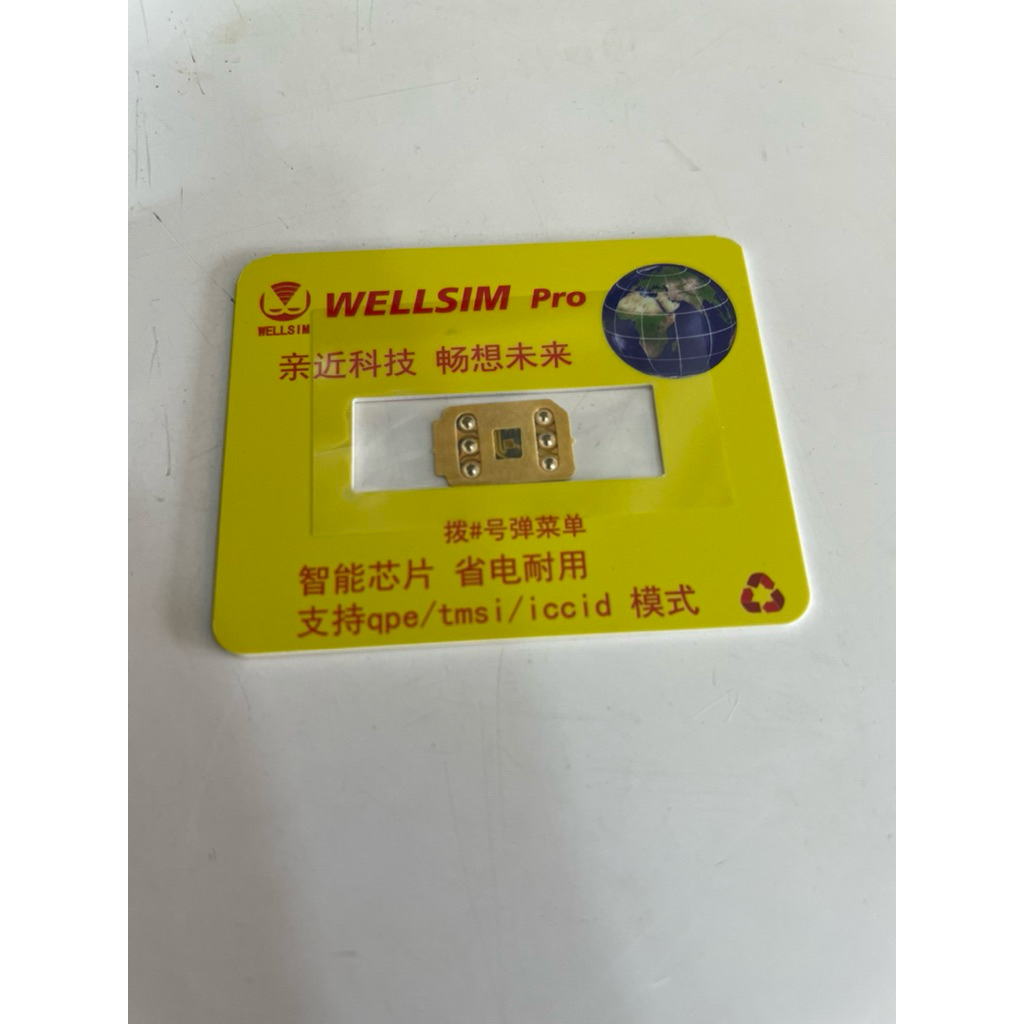 WELLSIM Pro
WELLSIM
亲近科技 畅想未来
拨#号弹菜单
智能芯片 省电耐用
支持qpe/tmsi/iccid 模式